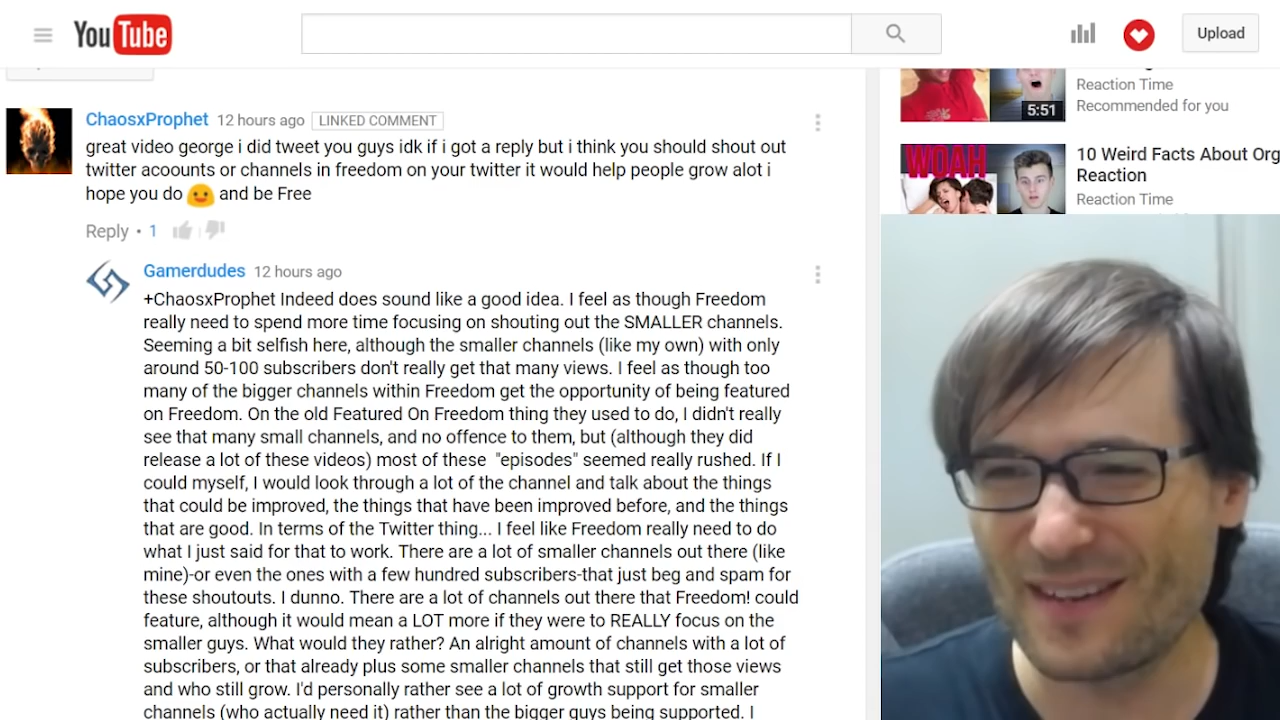 YouTube
Upload
5:51
Reaction Time
Recommended for you
WOAH
10 Weird Facts About Org
Reaction
Reaction Time
ChaosxProphet 12 hours ago LINKED COMMENT
great video george i did tweet you guys idk if i got a reply but i think you should shout out
twitter acoounts or channels in freedom on your twitter it would help people grow alot i
hope you do and be Free
Reply • 1
Gamerdudes 12 hours ago
+ChaosxProphet Indeed does sound like a good idea. I feel as though Freedom
really need to spend more time focusing on shouting out the SMALLER channels.
Seeming a bit selfish here, although the smaller channels (like my own) with only
around 50-100 subscribers don't really get that many views. I feel as though too
many of the bigger channels within Freedom get the opportunity of being featured
on Freedom. On the old Featured On Freedom thing they used to do, I didn't really
see that many small channels, and no offence to them, but (although they did
release a lot of these videos) most of these "episodes" seemed really rushed. If I
could myself, I would look through a lot of the channel and talk about the things
that could be improved, the things that have been improved before, and the things
that are good. In terms of the Twitter thing... I feel like Freedom really need to do
what I just said for that to work. There are a lot of smaller channels out there (like
mine)-or even the ones with a few hundred subscribers-that just beg and spam for
these shoutouts. I dunno. There are a lot of channels out there that Freedom! could
feature, although it would mean a LOT more if they were to REALLY focus on the
smaller guys. What would they rather? An alright amount of channels with a lot of
subscribers, or that already plus some smaller channels that still get those views
and who still grow. I'd personally rather see a lot of growth support for smaller
channels (who actually need it) rather than the bigger guys being supported. I